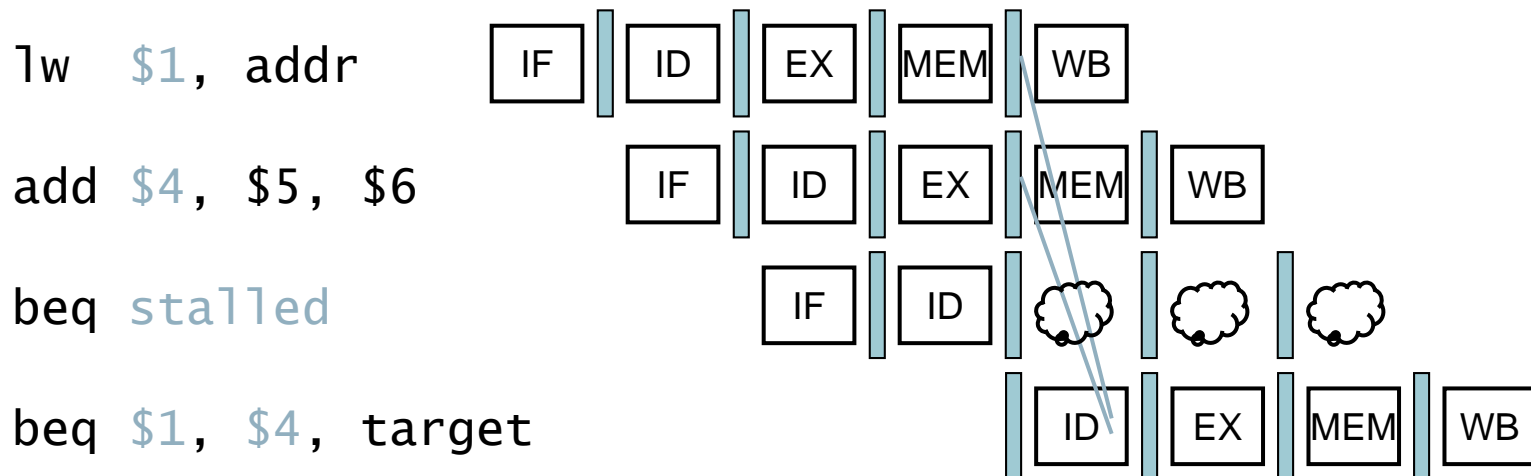 lw $1, addr IF ID EX MEM WB
add $4, $5, $6 IF ID EX MEM WB
beq stalled IF ID
beq $1, $4, target ID EX MEM WB